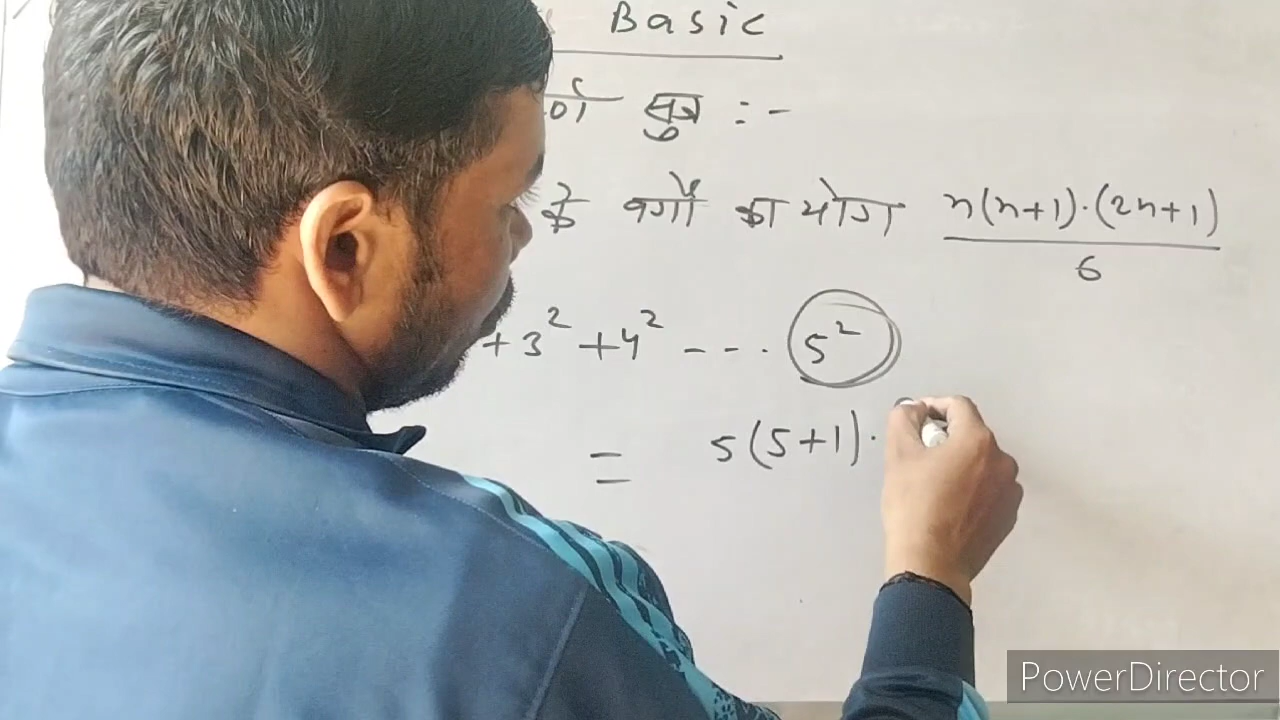 Basic
सूत्र :-
के वर्गों का योग n(n+1)·(2n+1)
6
+3² +4² --- 5²
= 5(5+1)·
PowerDirector